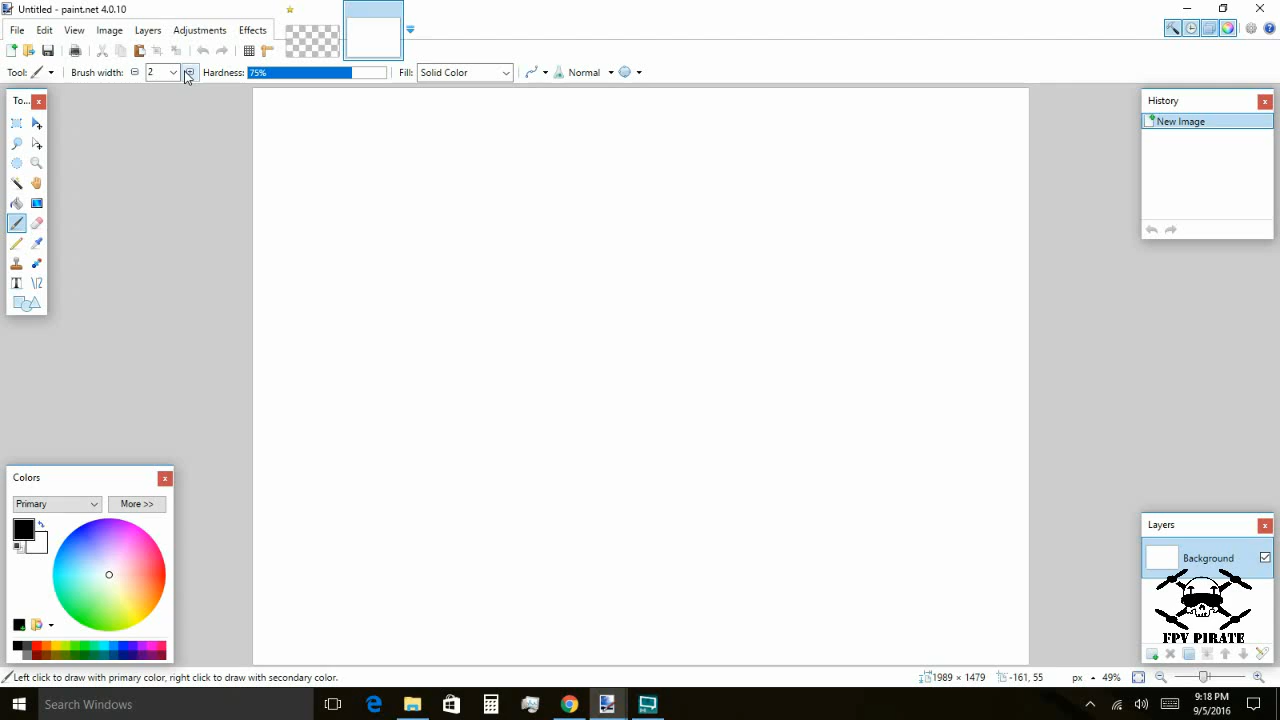 Untitled - paint.net 4.0.10
File Edit View Image Layers Adjustments Effects
Tool: Brush width: 2 Hardness: 75% Fill: Solid Color Normal
To...
History
New Image
Colors
Primary More >>
Layers
Background
FPV PIRATE
Left click to draw with primary color, right click to draw with secondary color. 1989 × 1479 -161, 55 px 49%
Search Windows
9:18 PM
9/5/2016